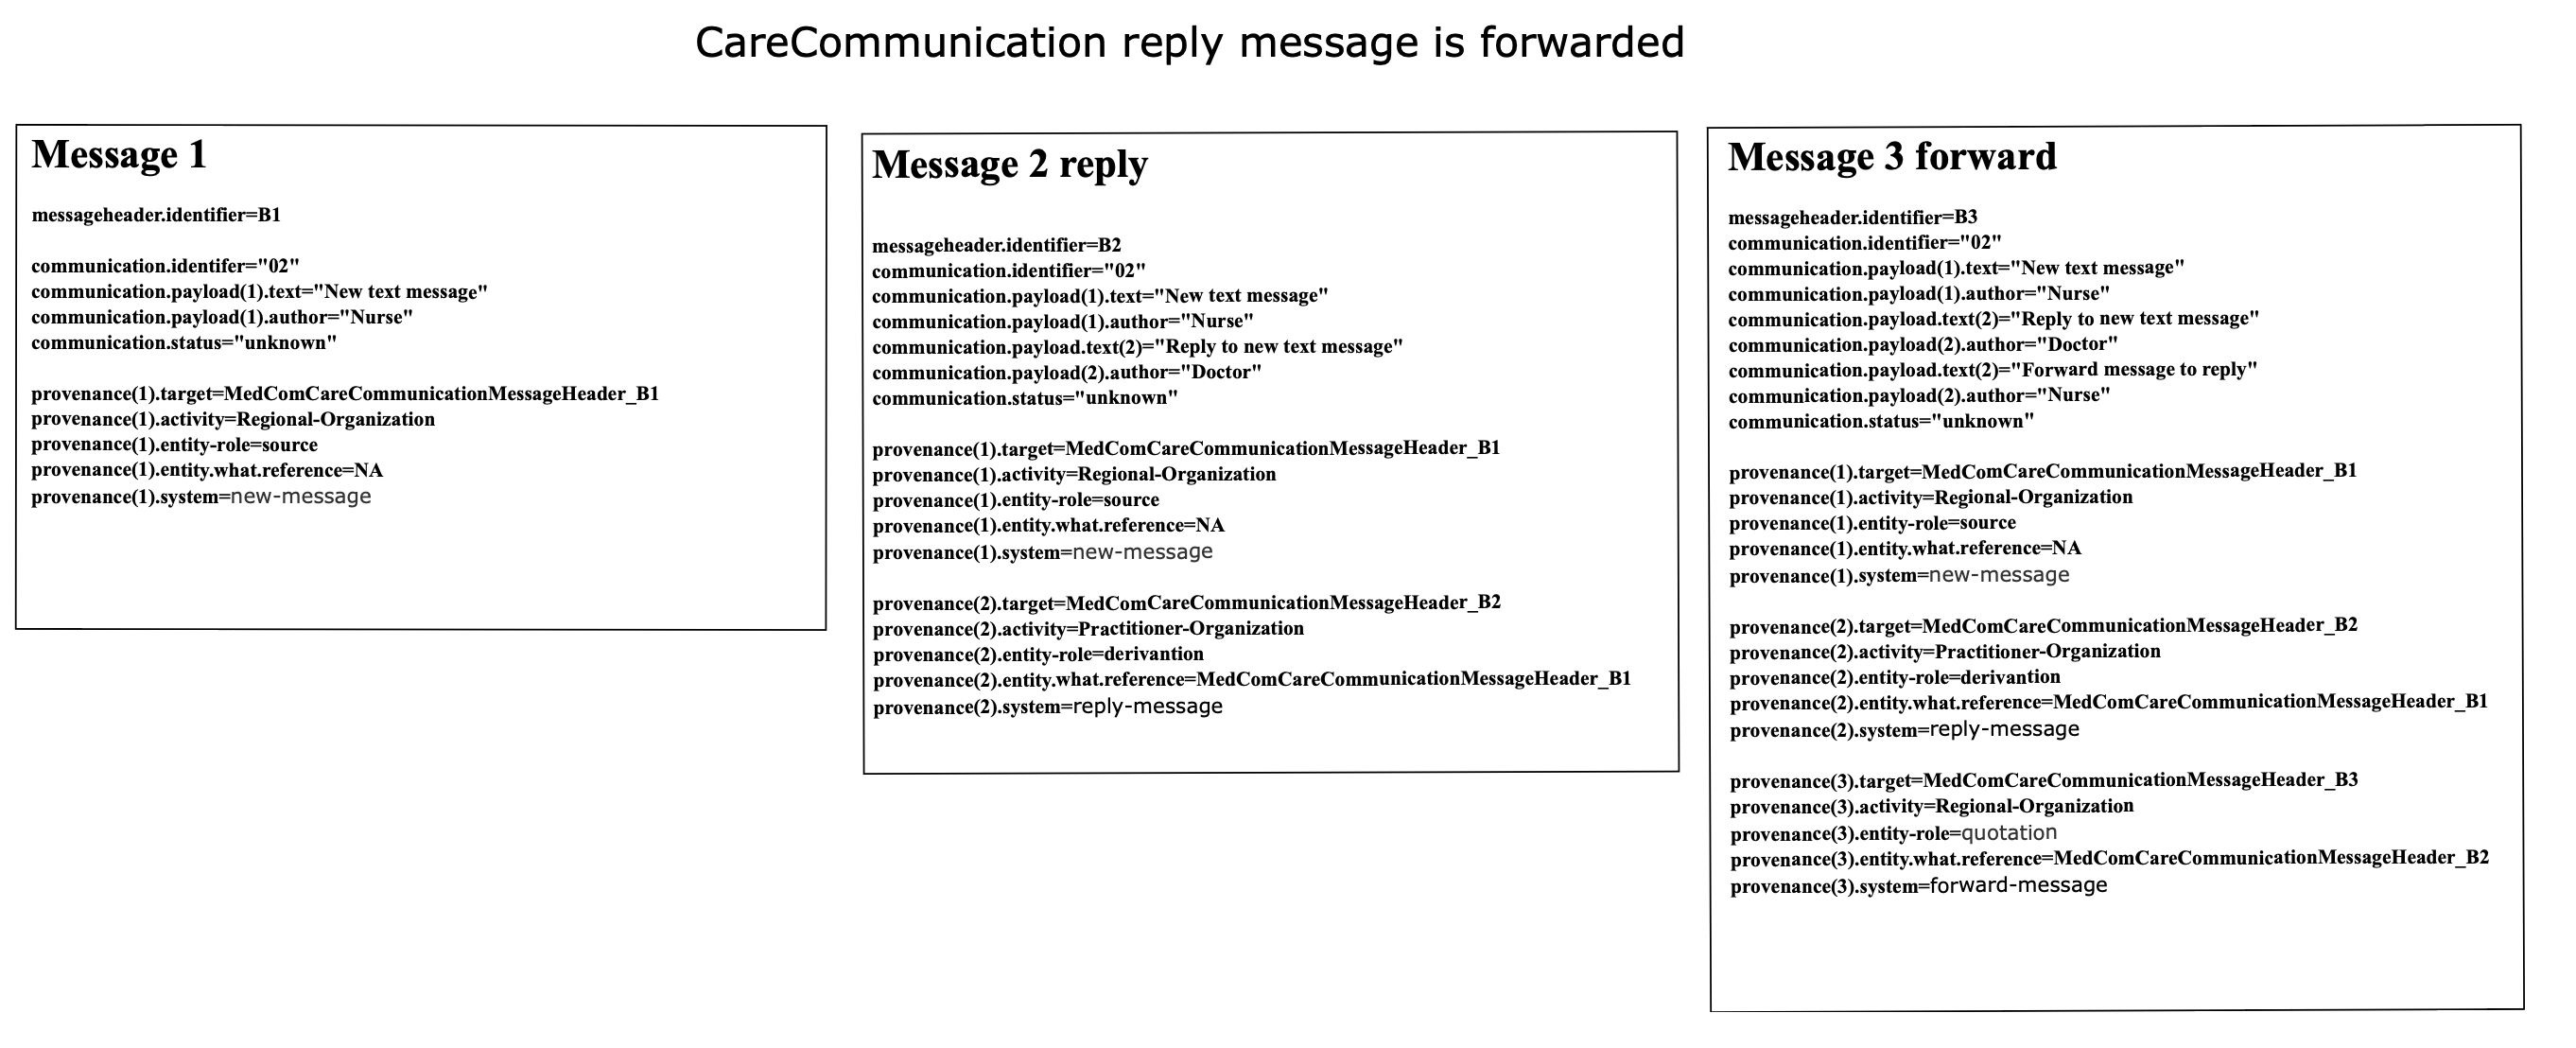 CareCommunication reply message is forwarded
Message 1
messageheader.identifier=B1
communication.identifer="02"
communication.payload(1).text="New text message"
communication.payload(1).author="Nurse"
communication.status="unknown"
provenance(1).target=MedComCareCommunicationMessageHeader_B1
provenance(1).activity=Regional-Organization
provenance(1).entity-role=source
provenance(1).entity.what.reference=NA
provenance(1).system=new-message
Message 2 reply
messageheader.identifier=B2
communication.identifier="02"
communication.payload(1).text="New text message"
communication.payload(1).author="Nurse"
communication.payload.text(2)="Reply to new text message"
communication.payload(2).author="Doctor"
communication.status="unknown"
provenance(1).target=MedComCareCommunicationMessageHeader_B1
provenance(1).activity=Regional-Organization
provenance(1).entity-role=source
provenance(1).entity.what.reference=NA
provenance(1).system=new-message
provenance(2).target=MedComCareCommunicationMessageHeader_B2
provenance(2).activity=Practitioner-Organization
provenance(2).entity-role=derivantion
provenance(2).entity.what.reference=MedComCareCommunicationMessageHeader_B1
provenance(2).system=reply-message
Message 3 forward
messageheader.identifier=B3
communication.identifier="02"
communication.payload(1).text="New text message"
communication.payload(1).author="Nurse"
communication.payload.text(2)="Reply to new text message"
communication.payload(2).author="Doctor"
communication.payload.text(2)="Forward message to reply"
communication.payload(2).author="Nurse"
communication.status="unknown"
provenance(1).target=MedComCareCommunicationMessageHeader_B1
provenance(1).activity=Regional-Organization
provenance(1).entity-role=source
provenance(1).entity.what.reference=NA
provenance(1).system=new-message
provenance(2).target=MedComCareCommunicationMessageHeader_B2
provenance(2).activity=Practitioner-Organization
provenance(2).entity-role=derivantion
provenance(2).entity.what.reference=MedComCareCommunicationMessageHeader_B1
provenance(2).system=reply-message
provenance(3).target=MedComCareCommunicationMessageHeader_B3
provenance(3).activity=Regional-Organization
provenance(3).entity-role=quotation
provenance(3).entity.what.reference=MedComCareCommunicationMessageHeader_B2
provenance(3).system=forward-message